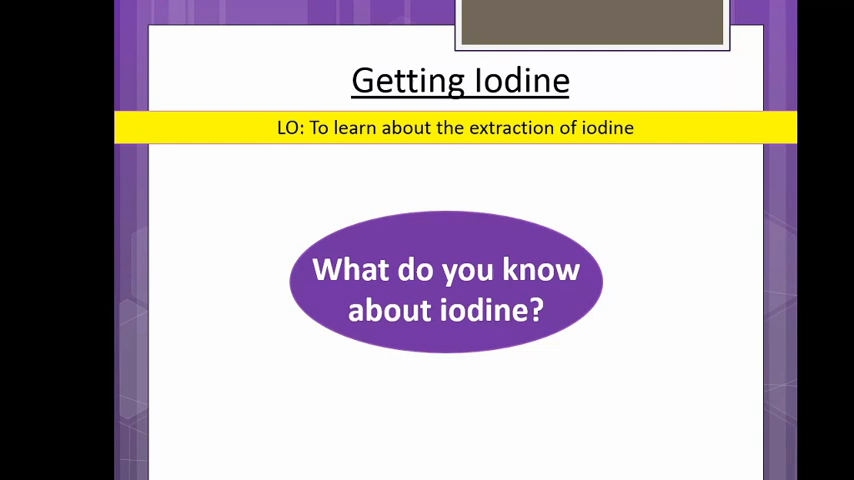 Getting Iodine
LO: To learn about the extraction of iodine
What do you know
about iodine?